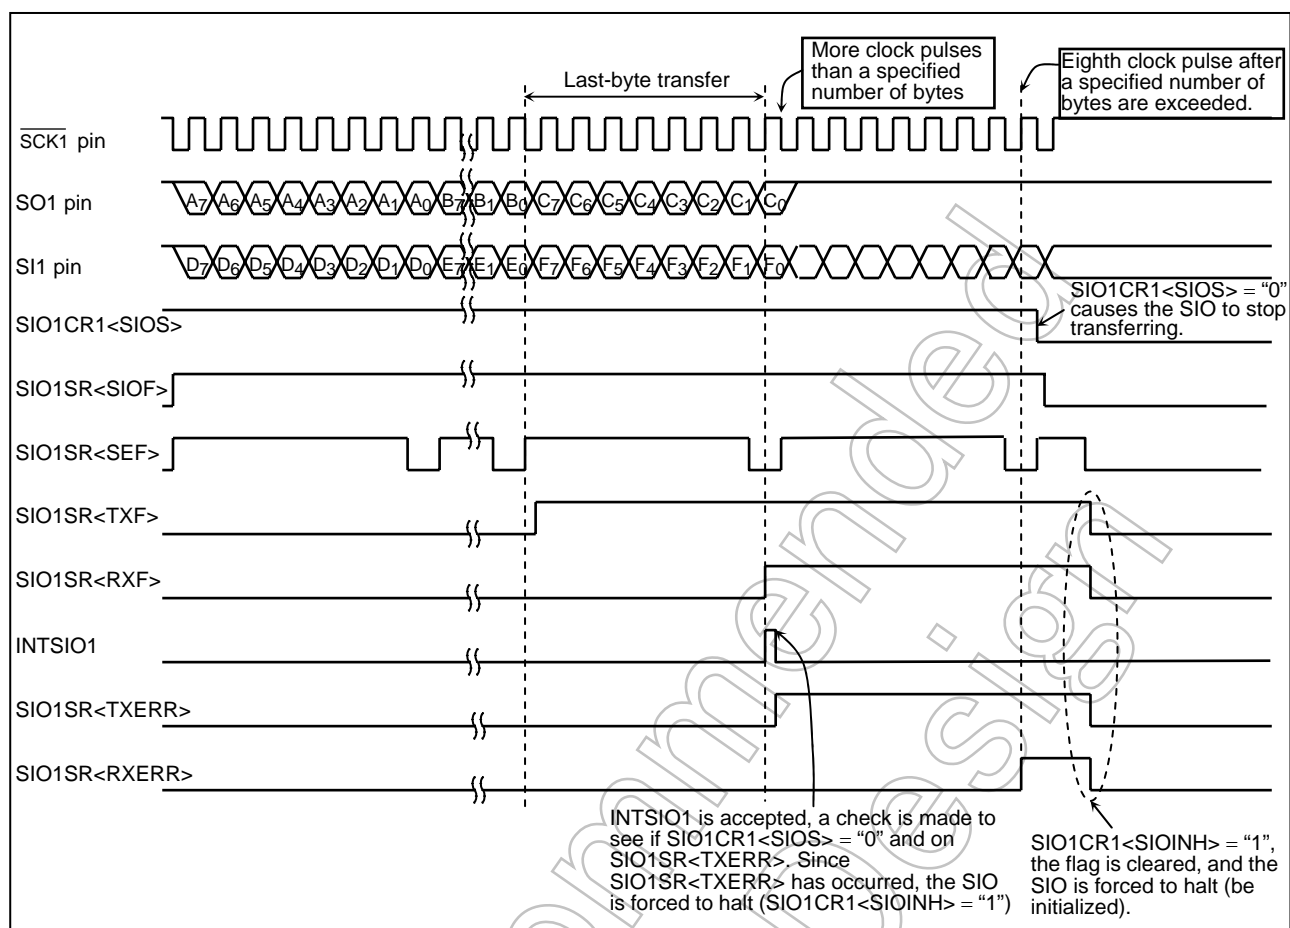 More clock pulses
than a specified
number of bytes
Eighth clock pulse after
a specified number of
bytes are exceeded.
Last-byte transfer
SCK1 pin
SO1 pin
A7 A6 A5 A4 A3 A2 A1 A0 B7 B1 B0 C7 C6 C5 C4 C3 C2 C1 C0
SI1 pin
D7 D6 D5 D4 D3 D2 D1 D0 E7 E1 E0 F7 F6 F5 F4 F3 F2 F1 F0
SIO1CR1<SIOS>
SIO1CR1<SIOS> = “0”
causes the SIO to stop
transferring.
SIO1SR<SIOF>
SIO1SR<SEF>
SIO1SR<TXF>
SIO1SR<RXF>
INTSIO1
SIO1SR<TXERR>
SIO1SR<RXERR>
INTSIO1 is accepted, a check is made to
see if SIO1CR1<SIOS> = “0” and on
SIO1SR<TXERR>. Since
SIO1SR<TXERR> has occurred, the SIO
is forced to halt (SIO1CR1<SIOINH> = “1”)
SIO1CR1<SIOINH> = “1”,
the flag is cleared, and the
SIO is forced to halt (be
initialized).